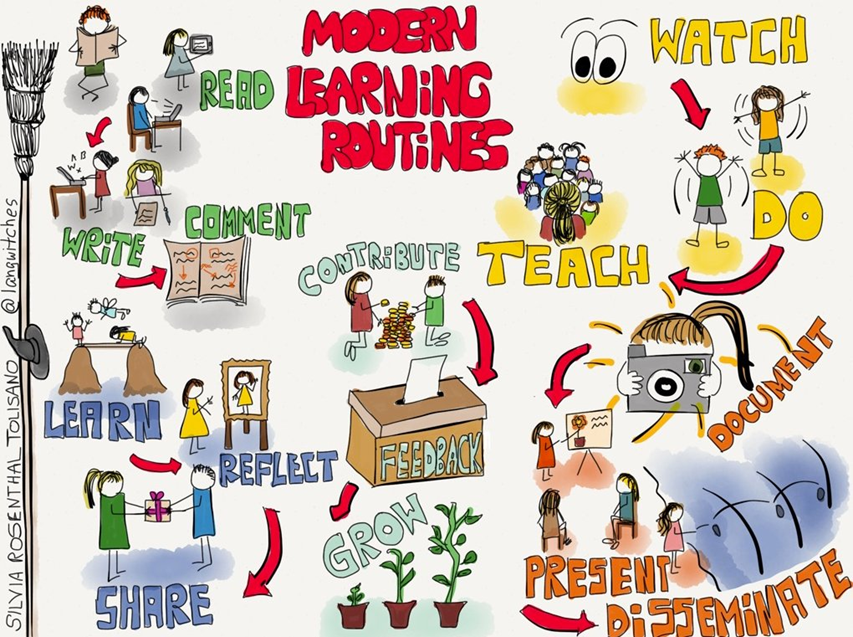 MODERN
LEARNING
ROUTINES
READ
WRITE
COMMENT
LEARN
REFLECT
SHARE
CONTRIBUTE
FEEDBACK
GROW
WATCH
DO
TEACH
DOCUMENT
PRESENT
DISSEMINATE
SILVIA ROSENTHAL TOLISANO @langwitches